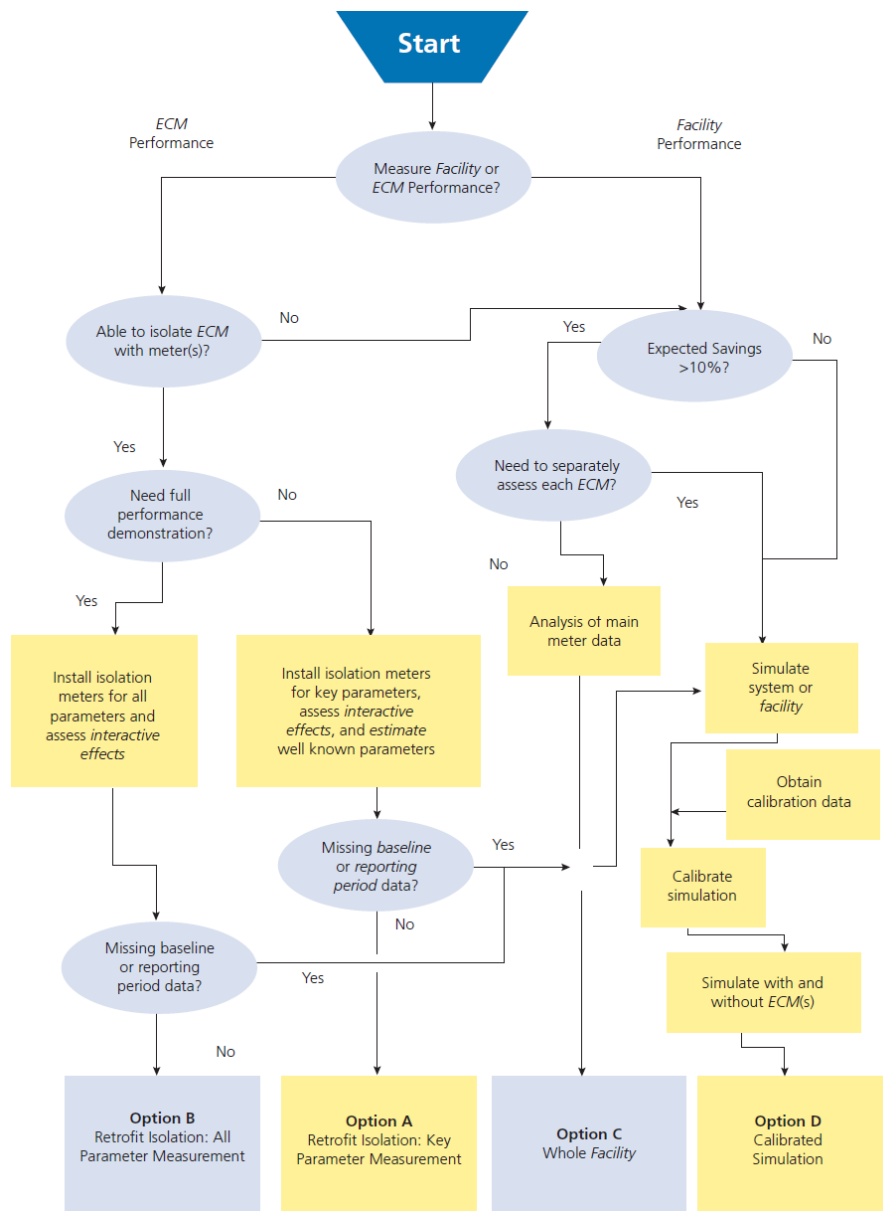 Start
ECM
Performance
Facility
Performance
Measure Facility or
ECM Performance?
Able to isolate ECM
with meter(s)?
No
Yes
Expected Savings
>10%?
No
Yes
Need to separately
assess each ECM?
Yes
Need full
performance
demonstration?
No
No
Yes
Analysis of main
meter data
Install isolation
meters for all
parameters and
assess interactive
effects
Install isolation meters
for key parameters,
assess interactive
effects, and estimate
well known parameters
Simulate
system or
facility
Obtain
calibration data
Missing baseline
or reporting
period data?
Yes
No
Calibrate
simulation
Missing baseline
or reporting
period data?
Yes
No
Simulate with and
without ECM(s)
Option B
Retrofit Isolation: All
Parameter Measurement
Option A
Retrofit Isolation: Key
Parameter Measurement
Option C
Whole Facility
Option D
Calibrated
Simulation